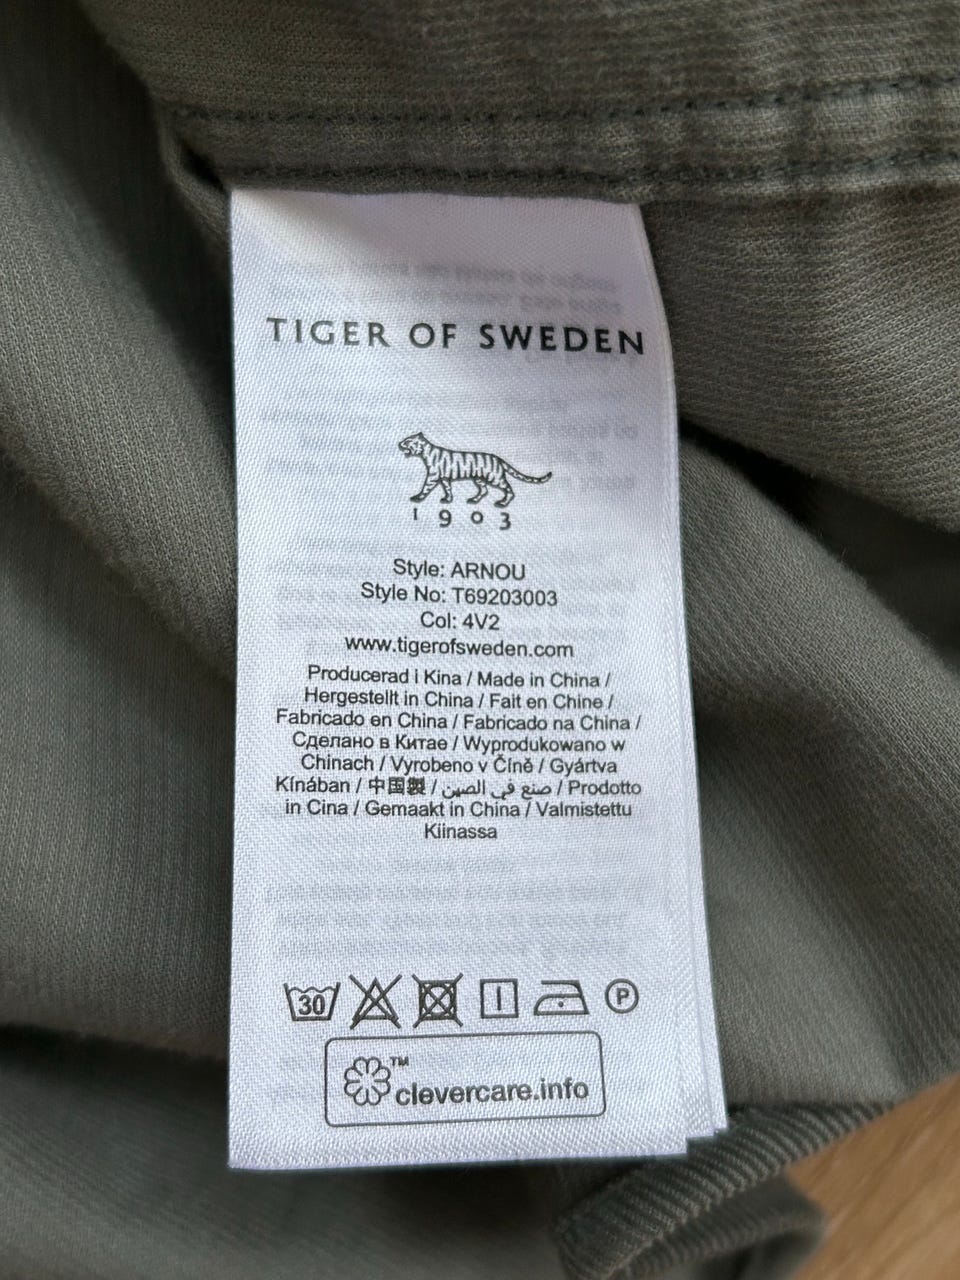 TIGER OF SWEDEN
1903
Style: ARNOU
Style No: T69203003
Col: 4V2
www.tigerofsweden.com
Producerad i Kina / Made in China /
Hergestellt in China / Fait en Chine /
Fabricado en China / Fabricado na China /
Сделано в Китае / Wyprodukowano w
Chinach / Vyrobeno v Číně / Gyártva
Kínában / 中国製 / صنع في الصين / Prodotto
in Cina / Gemaakt in China / Valmistettu
Kiinassa
30 P
™
clevercare.info